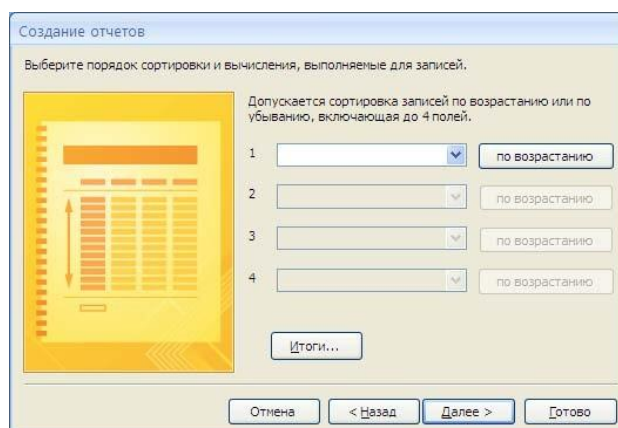 Создание отчетов
Выберите порядок сортировки и вычисления, выполняемые для записей.
Допускается сортировка записей по возрастанию или по
убыванию, включающая до 4 полей.
1 по возрастанию
2 по возрастанию
3 по возрастанию
4 по возрастанию
Итоги...
Отмена < Назад Далее > Готово